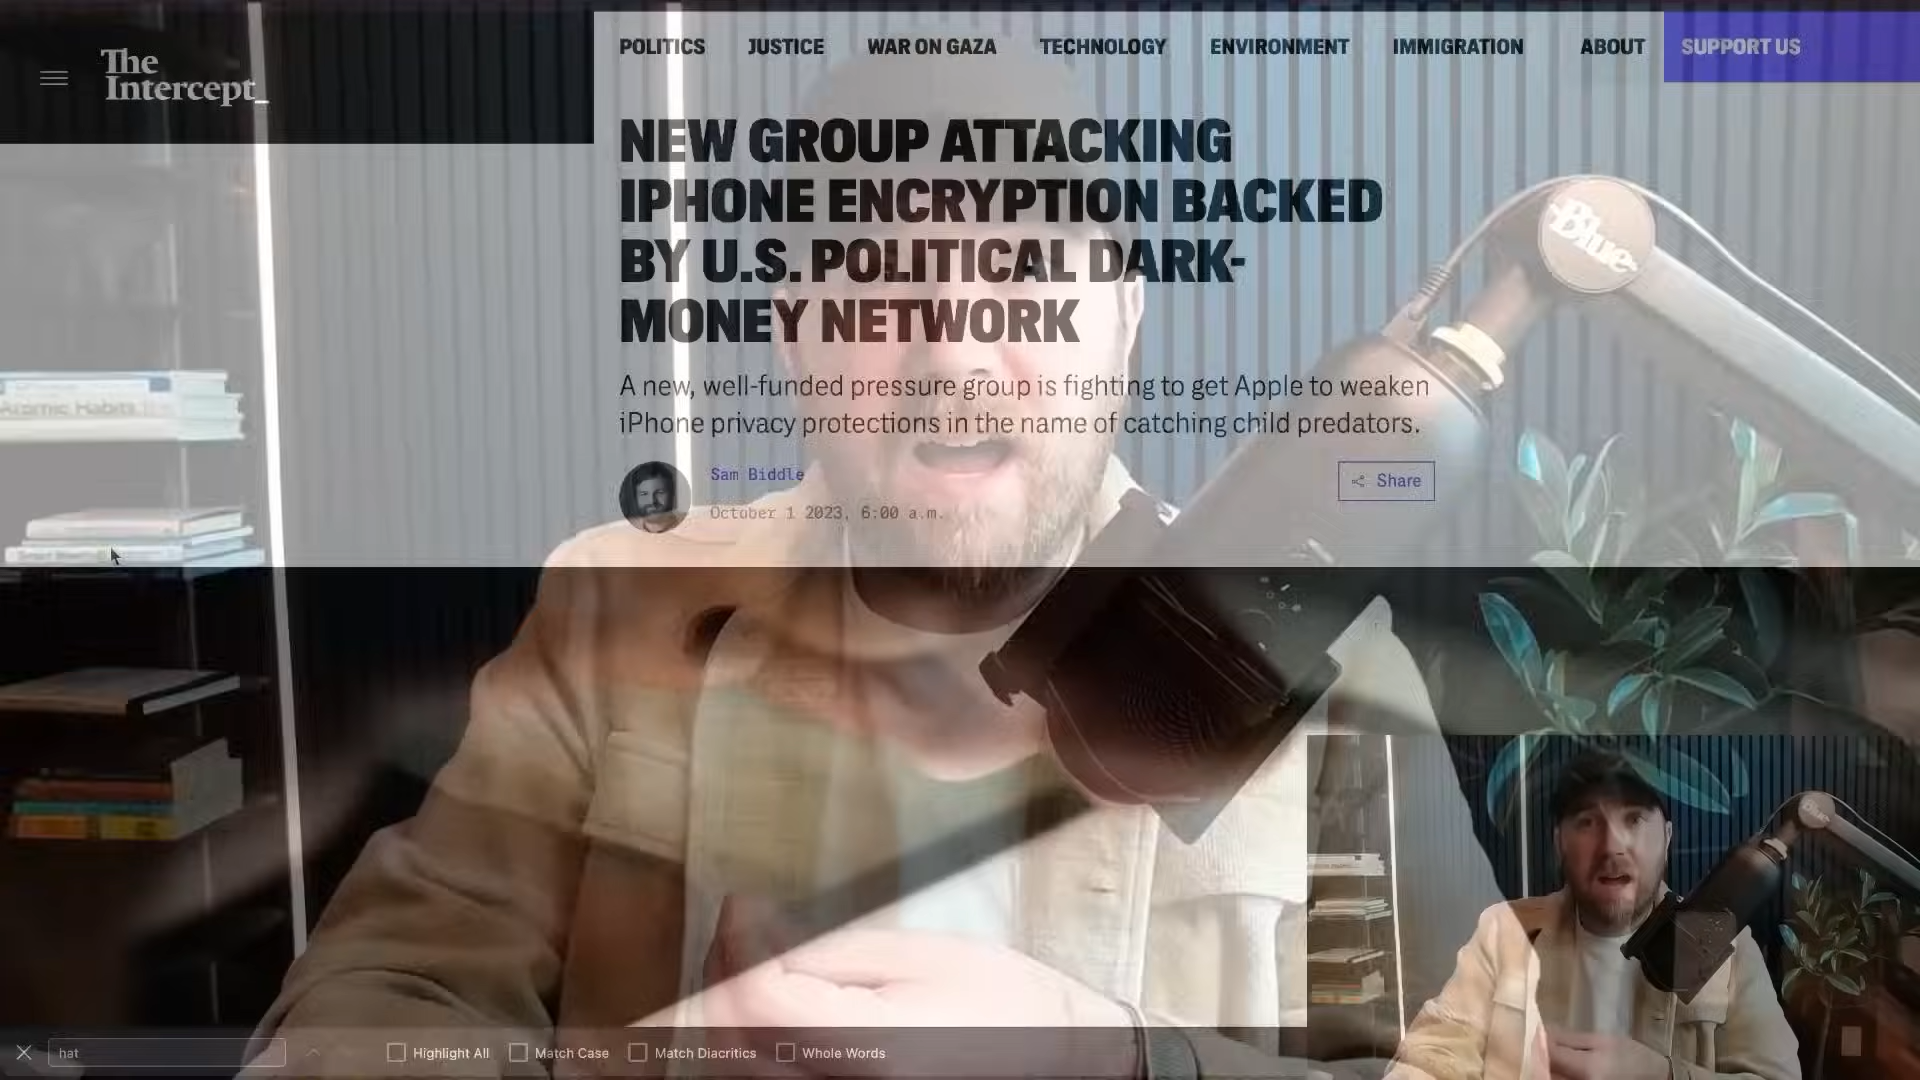 The
Intercept_
POLITICS JUSTICE WAR ON GAZA TECHNOLOGY ENVIRONMENT IMMIGRATION ABOUT SUPPORT US
NEW GROUP ATTACKING
IPHONE ENCRYPTION BACKED
BY U.S. POLITICAL DARK-
MONEY NETWORK
A new, well-funded pressure group is fighting to get Apple to weaken
iPhone privacy protections in the name of catching child predators.
Sam Biddle
October 1 2023, 6:00 a.m.
Share
Blue
Atomic Habits
hat
Highlight All Match Case Match Diacritics Whole Words